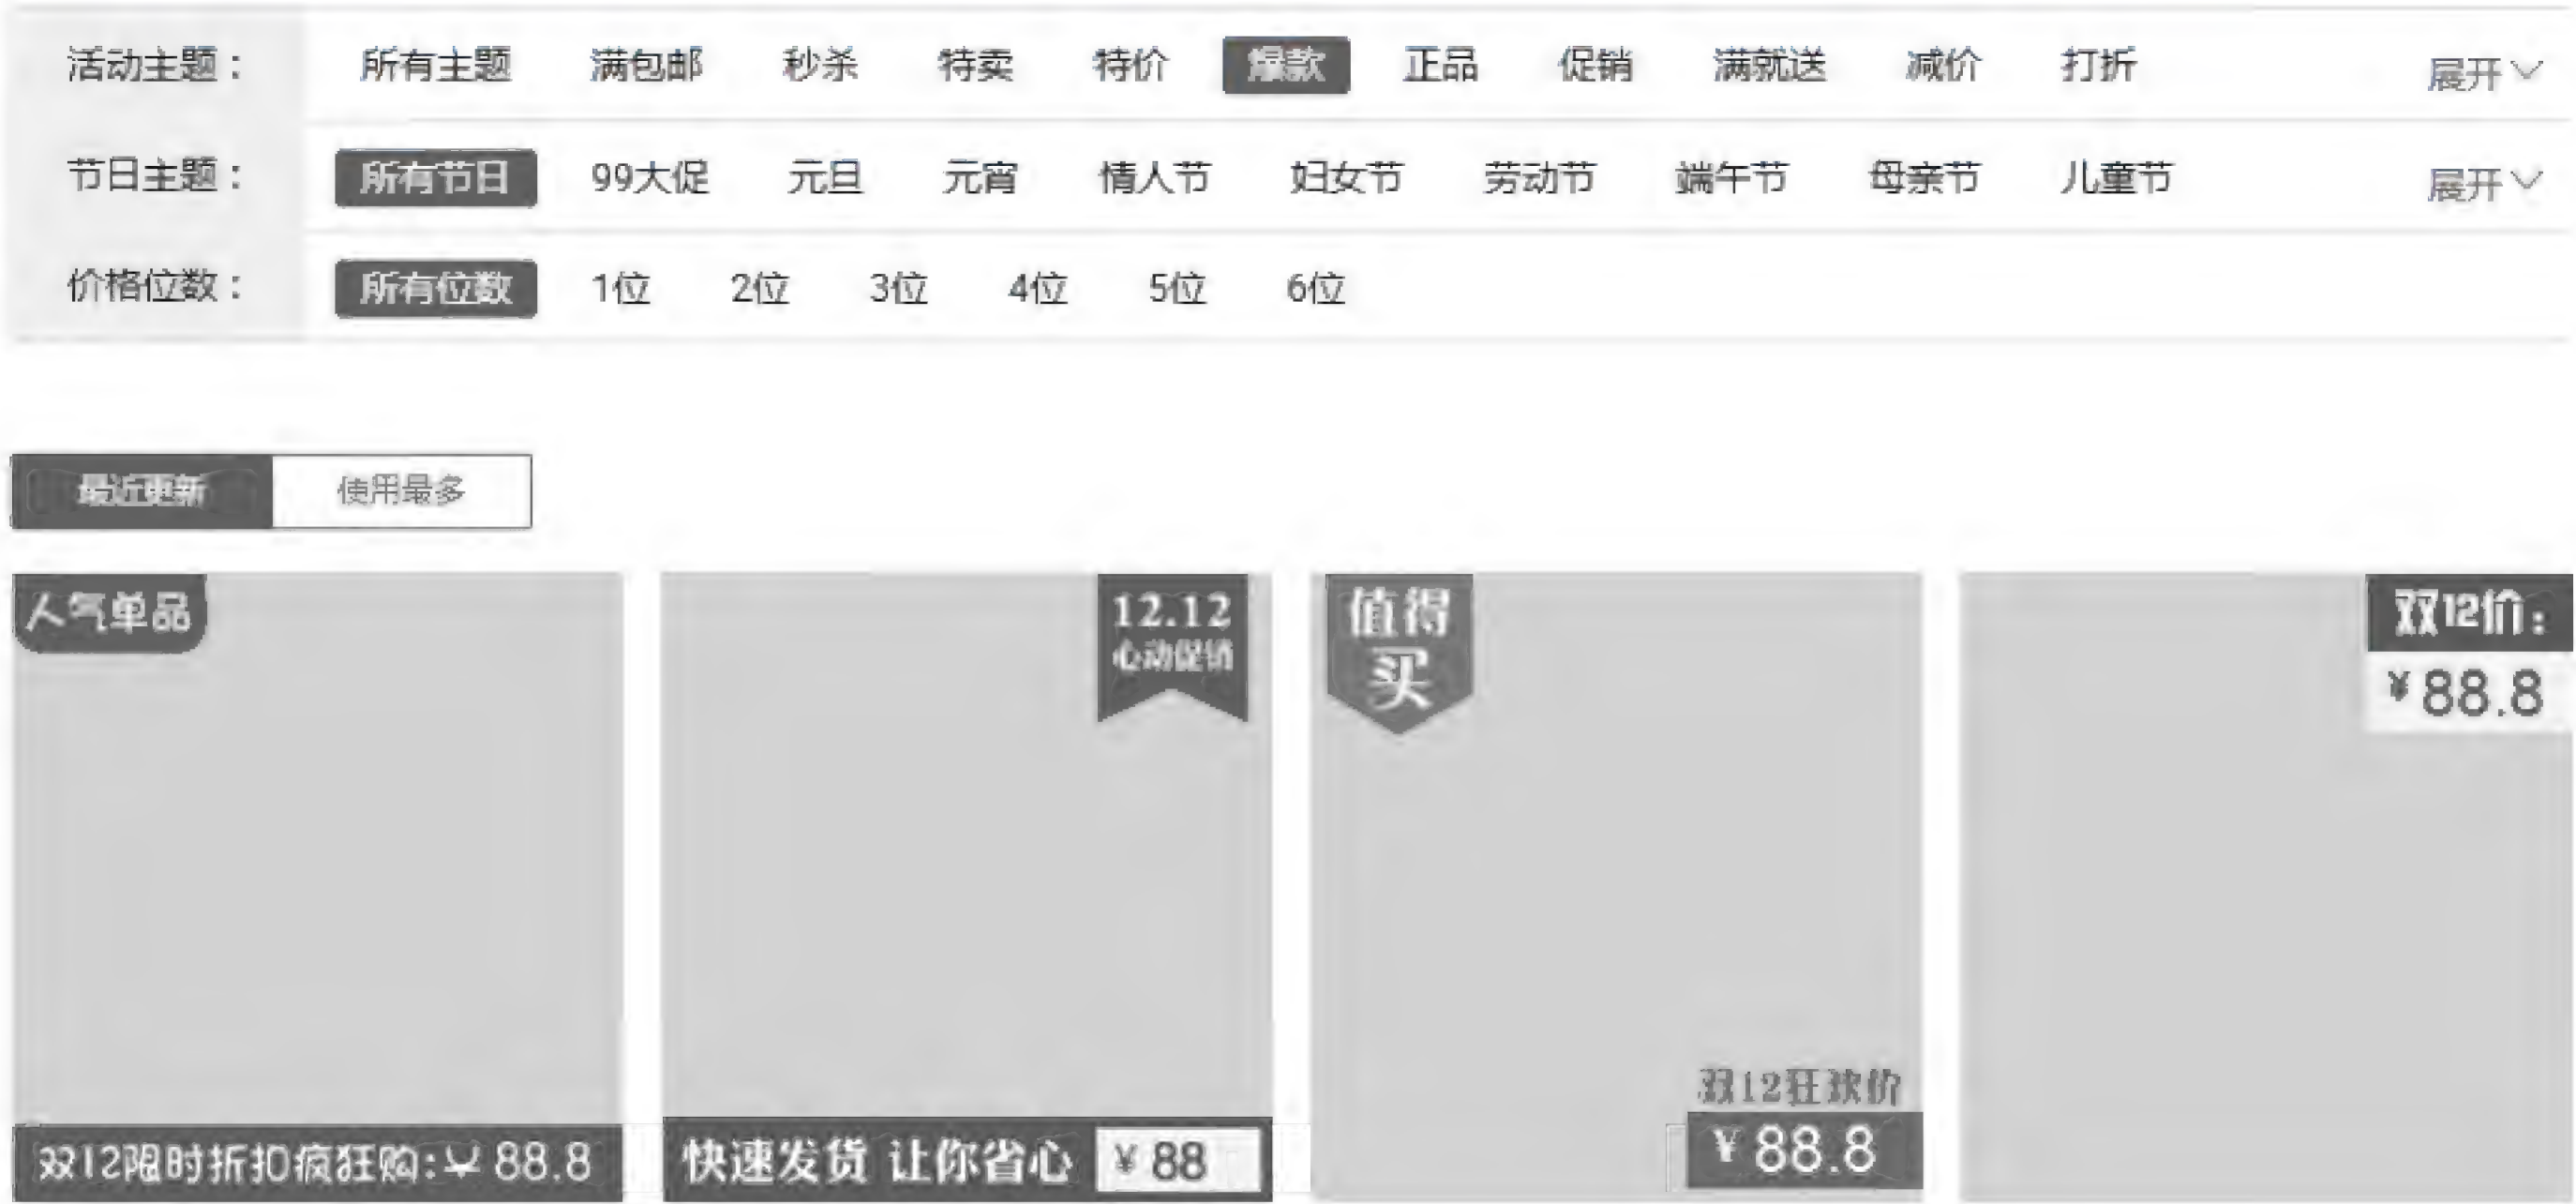 活动主题： 所有主题 满包邮 秒杀 特卖 特价 爆款 正品 促销 满就送 减价 打折 展开
节日主题： 所有节日 99大促 元旦 元宵 情人节 妇女节 劳动节 端午节 母亲节 儿童节 展开
价格位数： 所有位数 1位 2位 3位 4位 5位 6位
最近更新 使用最多
人气单品
双12限时折扣疯狂购:￥88.8
12.12
心动促销
快速发货 让你省心 ￥88
值得
买
双12狂欢价
￥88.8
双12价:
￥88.8